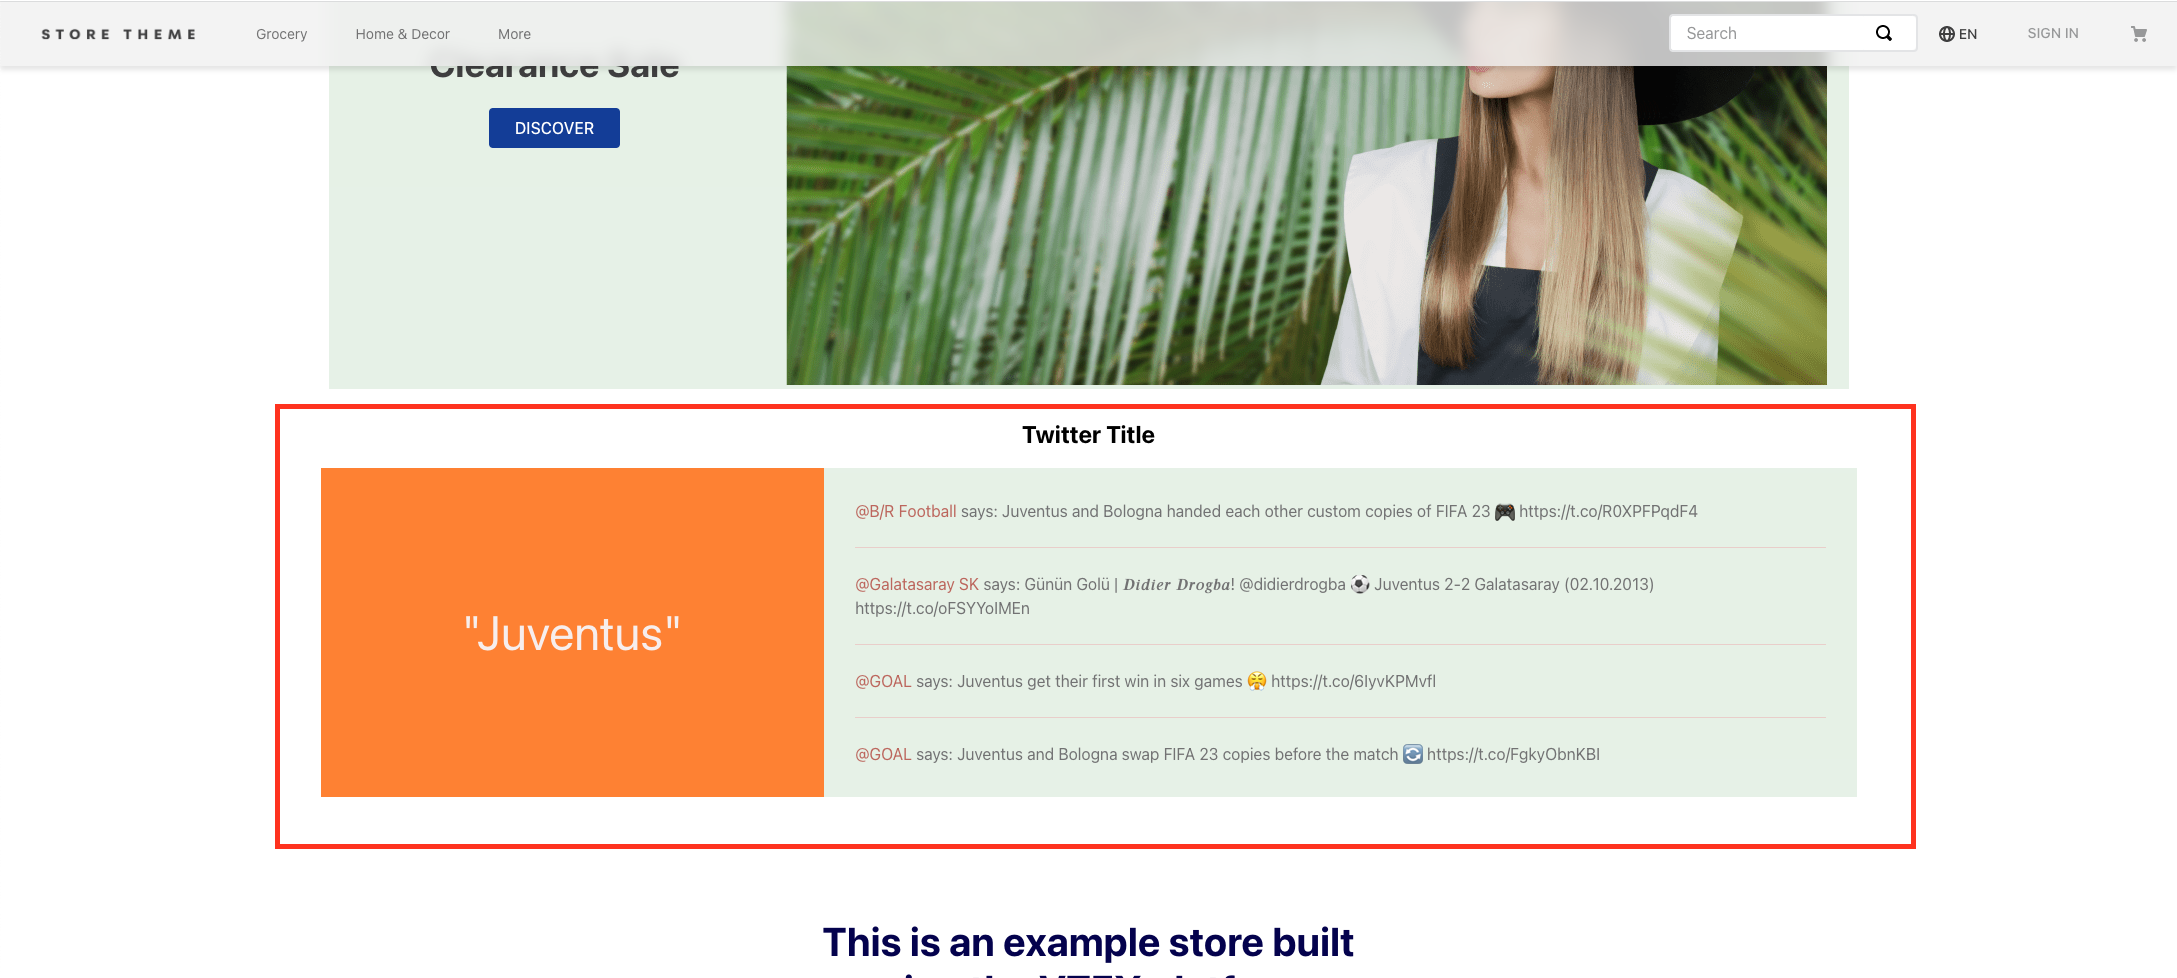 STORE THEME
Grocery
Home & Decor
More
Search
EN
SIGN IN
Clearance Sale
DISCOVER
Twitter Title
"Juventus"
@B/R Football says: Juventus and Bologna handed each other custom copies of FIFA 23 🎮 https://t.co/R0XPFPqdF4
@Galatasaray SK says: Günün Golü | 𝑫𝒊𝒅𝒊𝒆𝒓 𝑫𝒓𝒐𝒈𝒃𝒂! @didierdrogba ⚽ Juventus 2-2 Galatasaray (02.10.2013)
https://t.co/oFSYYoIMEn
@GOAL says: Juventus get their first win in six games 😤 https://t.co/6IyvKPMvfI
@GOAL says: Juventus and Bologna swap FIFA 23 copies before the match 🔄 https://t.co/FgkyObnKBI
This is an example store built